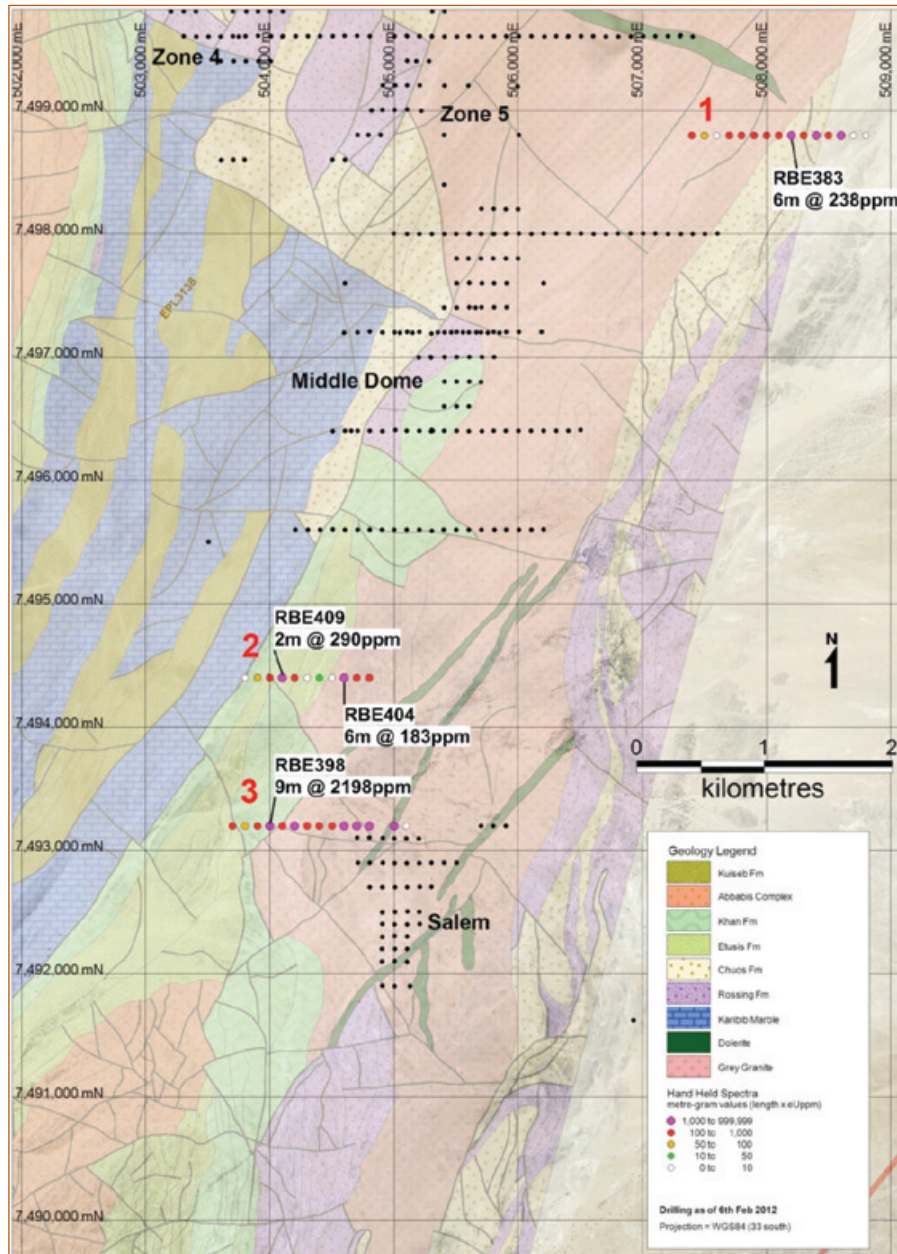 502,000 mE
503,000 mE
504,000 mE
505,000 mE
506,000 mE
507,000 mE
508,000 mE
509,000 mE
Zone 4
7,499,000 mN
Zone 5
1
RBE383
6m @ 238ppm
7,498,000 mN
EPL3138
7,497,000 mN
Middle Dome
7,496,000 mN
7,495,000 mN
RBE409
2m @ 290ppm
2
N
7,494,000 mN
RBE404
6m @ 183ppm
RBE398
9m @ 2198ppm
3
0 1 2
kilometres
7,493,000 mN
Salem
7,492,000 mN
7,491,000 mN
7,490,000 mN
Geology Legend
Kuiseb Fm
Abbabis Complex
Khan Fm
Etusis Fm
Chuos Fm
Rossing Fm
Karibib Marble
Dolerite
Grey Granite
Hand Held Spectra
metre-gram values (length x eUppm)
1,000 to 999,999
100 to 1,000
50 to 100
10 to 50
0 to 10
Drilling as of 6th Feb 2012
Projection = WGS84 (33 south)